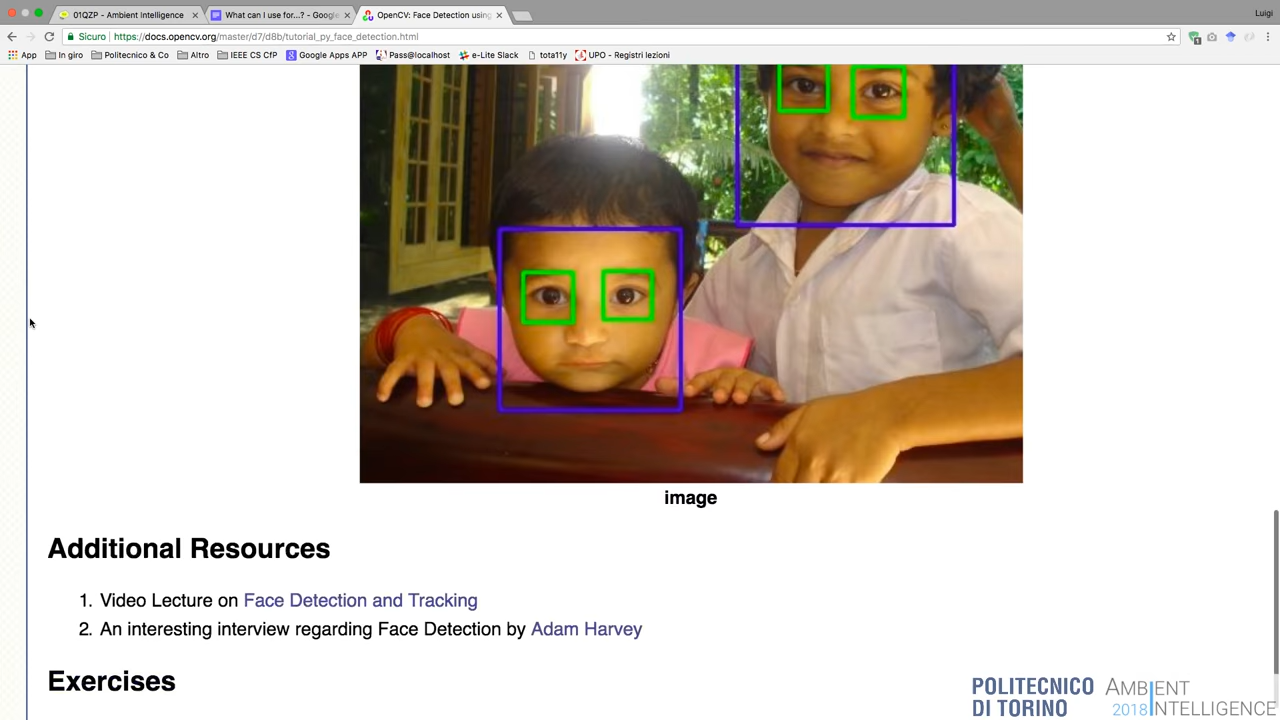 01QZP - Ambient Intelligence
What can I use for...? - Google
OpenCV: Face Detection using
Luigi
Sicuro
https://docs.opencv.org/master/d7/d8b/tutorial_py_face_detection.html
App
In giro
Politecnico & Co
Altro
IEEE CS CfP
Google Apps APP
Pass@localhost
e-Lite Slack
tota11y
UPO - Registri lezioni
image
Additional Resources
1. Video Lecture on Face Detection and Tracking
2. An interesting interview regarding Face Detection by Adam Harvey
Exercises
POLITECNICO
DI TORINO
AMBIENT
2018 INTELLIGENCE